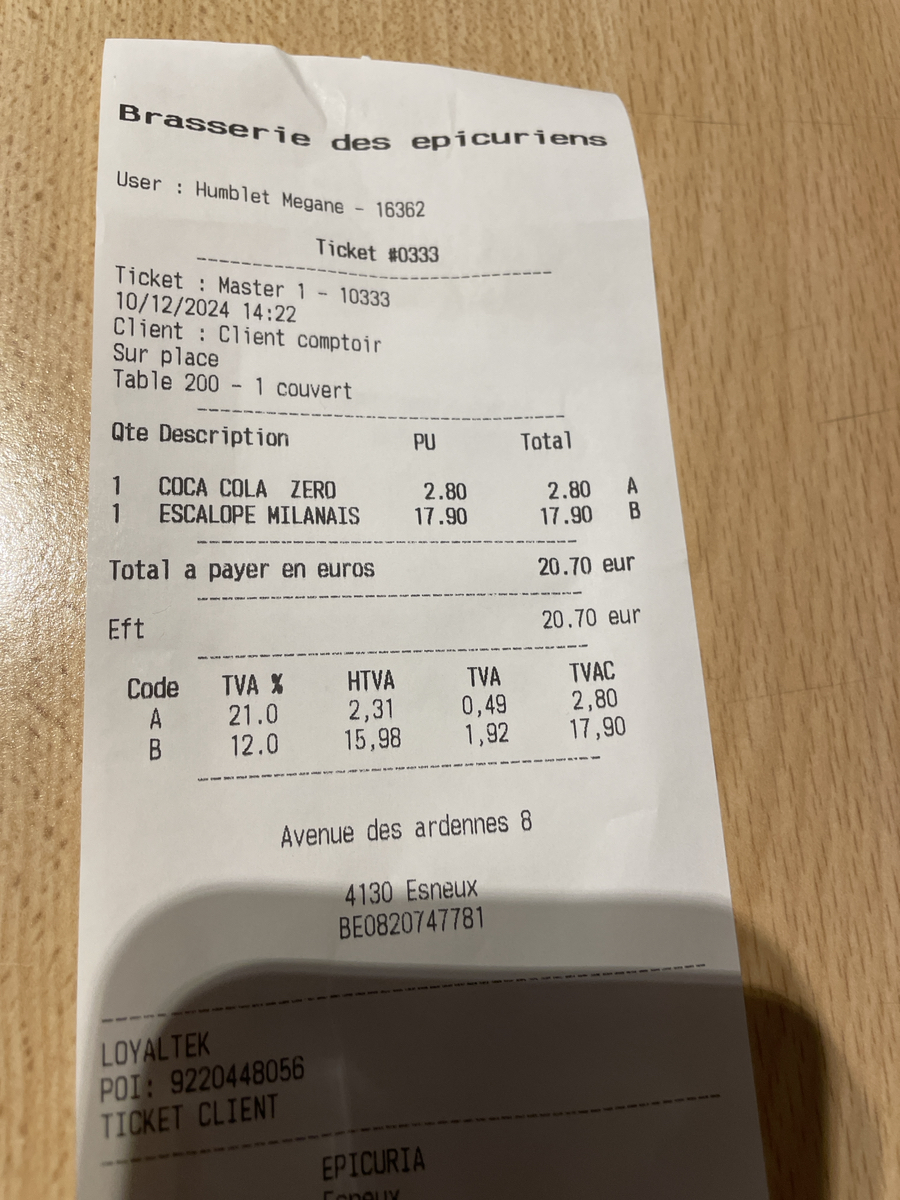 Brasserie des epicuriens
User : Humblet Megane - 16362
Ticket #0333
Ticket : Master 1 - 10333
10/12/2024 14:22
Client : Client comptoir
Sur place
Table 200 - 1 couvert
Qte Description PU Total
1 COCA COLA ZERO 2.80 2.80 A
1 ESCALOPE MILANAIS 17.90 17.90 B
Total a payer en euros 20.70 eur
Eft 20.70 eur
Code TVA % HTVA TVA TVAC
A 21.0 2,31 0,49 2,80
B 12.0 15,98 1,92 17,90
Avenue des ardennes 8
4130 Esneux
BE0820747781
LOYALTEK
POI: 9220448056
TICKET CLIENT
EPICURIA
Esneux